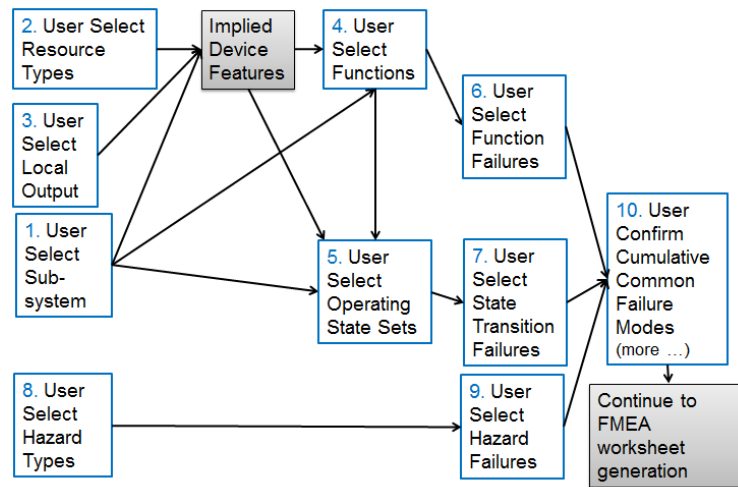 2. User Select
Resource
Types
Implied
Device
Features
4. User
Select
Functions
3. User
Select
Local
Output
6. User
Select
Function
Failures
1. User
Select
Sub-
system
5. User
Select
Operating
State Sets
7. User
Select
State
Transition
Failures
10. User
Confirm
Cumulative
Common
Failure
Modes
(more …)
8. User
Select
Hazard
Types
9. User
Select
Hazard
Failures
Continue to
FMEA
worksheet
generation